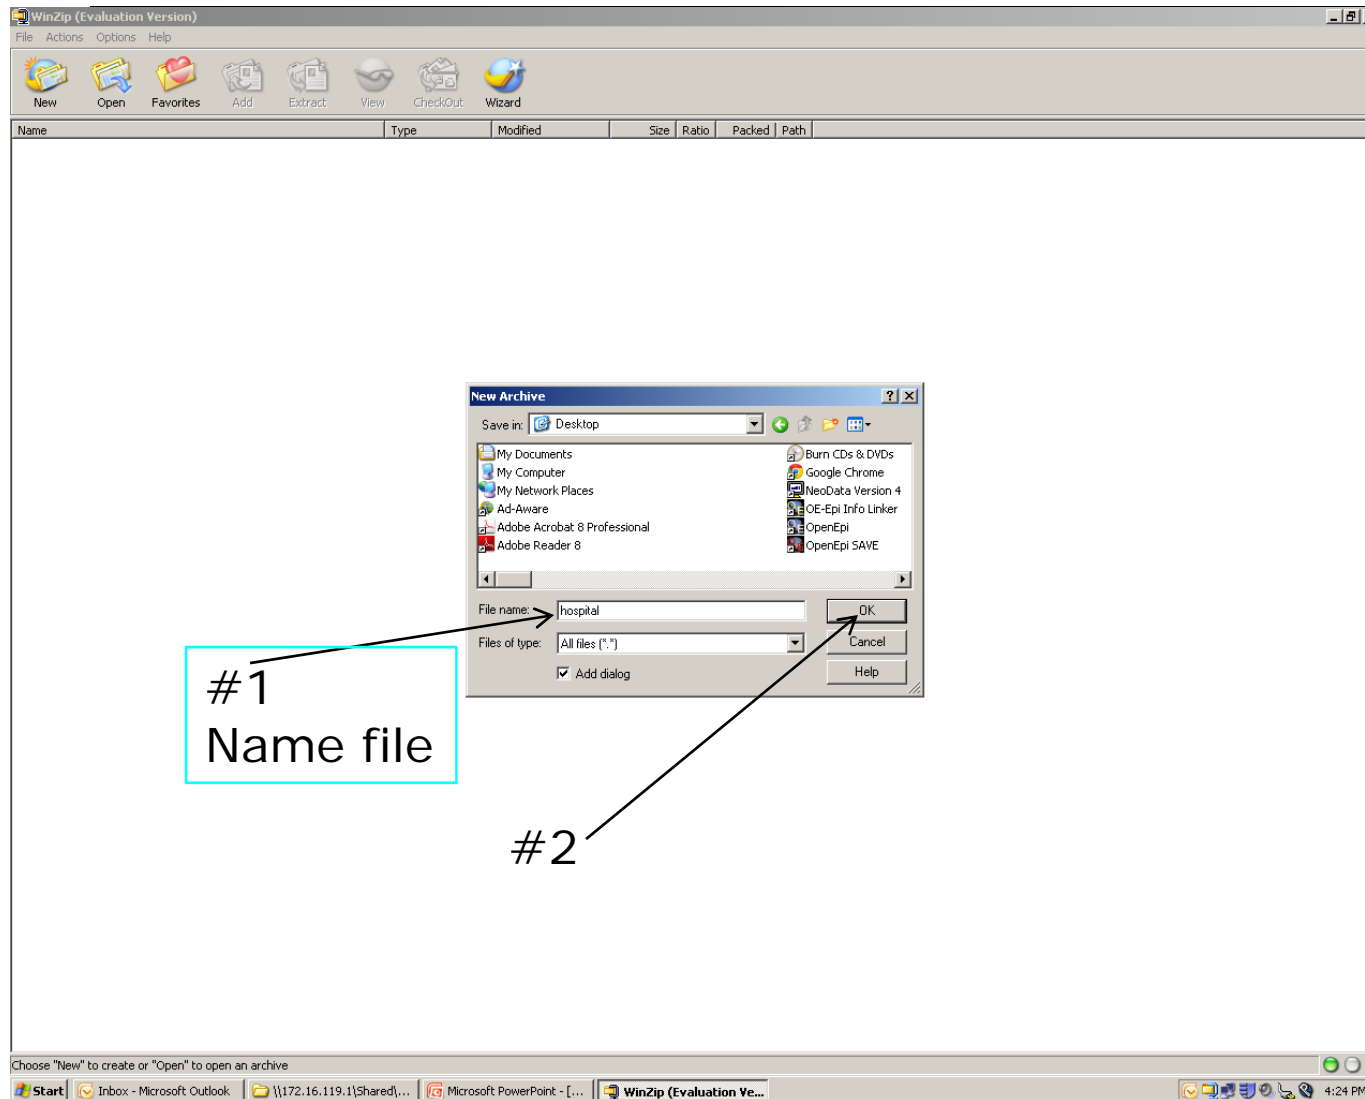 WinZip (Evaluation Version)
File Actions Options Help
New Open Favorites Add Extract View CheckOut Wizard
Name Type Modified Size Ratio Packed Path
New Archive
Save in: Desktop
My Documents
My Computer
My Network Places
Ad-Aware
Adobe Acrobat 8 Professional
Adobe Reader 8
Burn CDs & DVDs
Google Chrome
NeoData Version 4
OE-Epi Info Linker
OpenEpi
OpenEpi SAVE
File name: hospital OK
Files of type: All files (*.*) Cancel
Add dialog Help
#1
Name file
#2
Choose "New" to create or "Open" to open an archive
Start Inbox - Microsoft Outlook \\172.16.119.1\Shared\... Microsoft PowerPoint - [... WinZip (Evaluation Ve... 4:24 PM